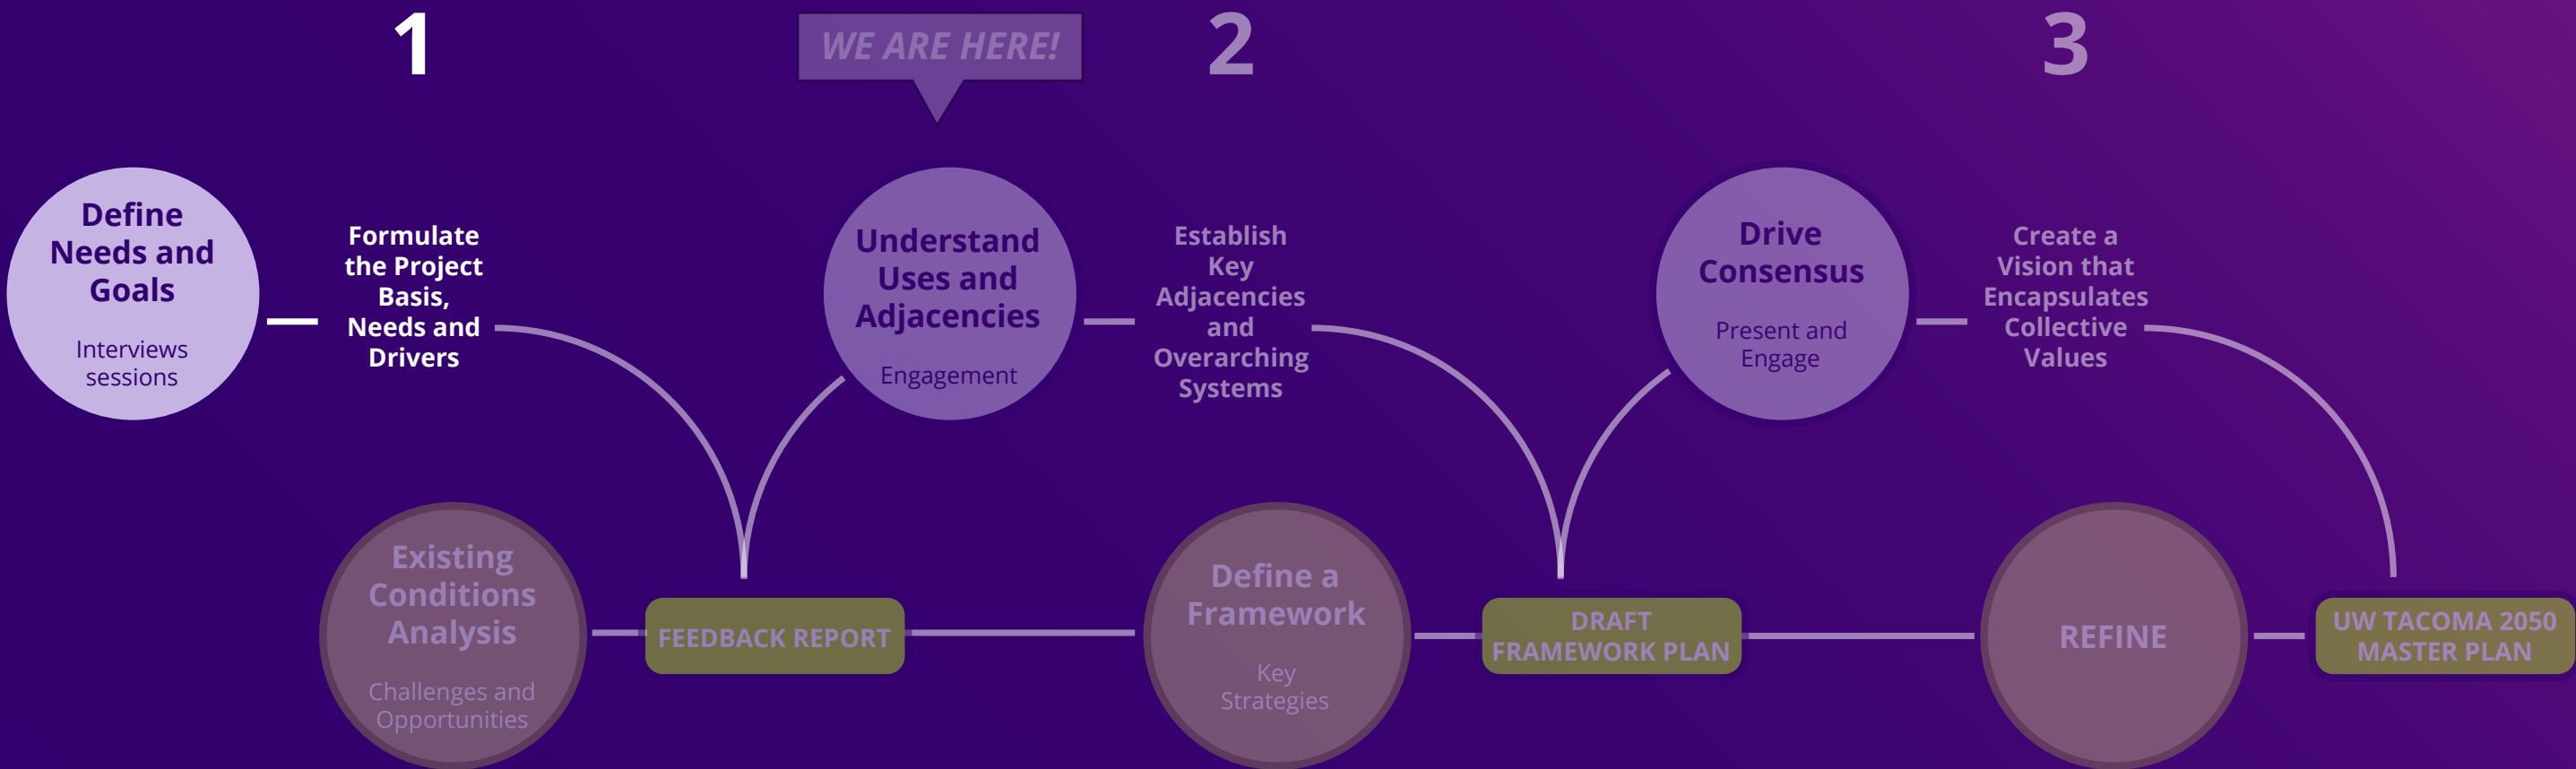 1
WE ARE HERE!
2
3
Define
Needs and
Goals
Interviews
sessions
Formulate
the Project
Basis,
Needs and
Drivers
Understand
Uses and
Adjacencies
Engagement
Establish
Key
Adjacencies
and
Overarching
Systems
Drive
Consensus
Present and
Engage
Create a
Vision that
Encapsulates
Collective
Values
Existing
Conditions
Analysis
Challenges and
Opportunities
FEEDBACK REPORT
Define a
Framework
Key
Strategies
DRAFT
FRAMEWORK PLAN
REFINE
UW TACOMA 2050
MASTER PLAN